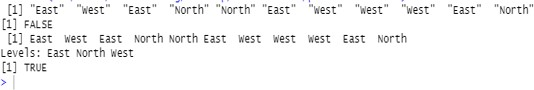 [1] "East" "West" "East" "North" "North" "East" "West" "West" "West" "East" "North"
[1] FALSE
[1] East West East North North East West West West East North
Levels: East North West
[1] TRUE
>